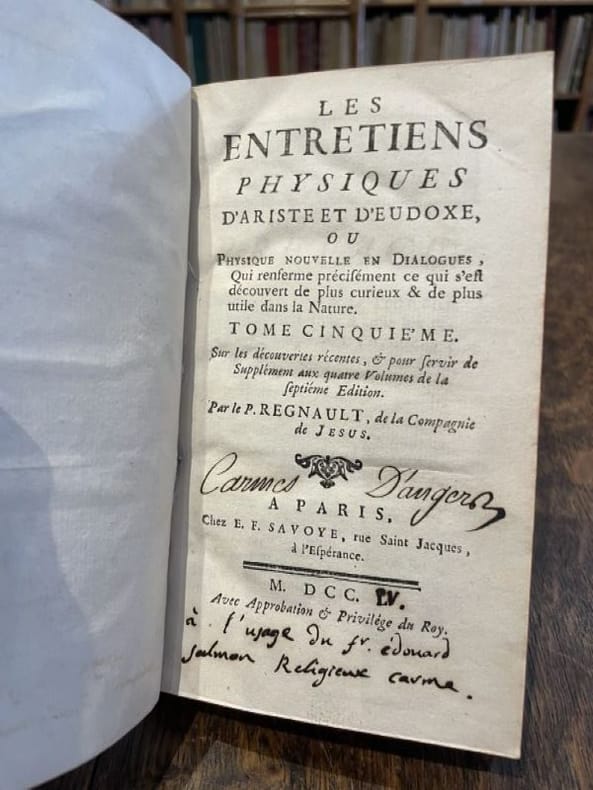 LES
ENTRETIENS
PHYSIQUES
D'ARISTE ET D'EUDOXE,
OU
PHYSIQUE NOUVELLE EN DIALOGUES,
Qui renferme précisément ce qui s'est
découvert de plus curieux & de plus
utile dans la Nature.
TOME CINQUIE'ME.
Sur les découvertes récentes, & pour servir de
Supplément aux quatre Volumes de la
septiéme Edition.
Par le P. REGNAULT, de la Compagnie
de JESUS.
Carmes D'angers
A PARIS,
Chez E. F. SAVOYE, rue Saint Jacques,
à l'Espérance.
M. DCC. LV.
Avec Approbation & Privilége du Roy.
à l'usage du fr. édouard
salmon Religieux carme.